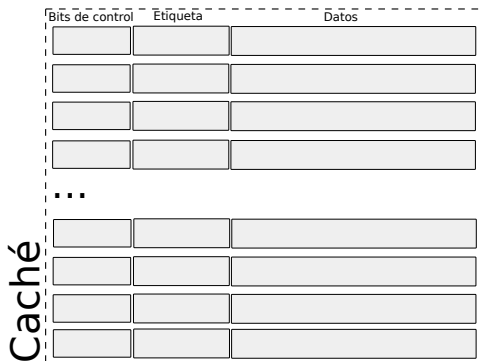 Bits de control Etiqueta Datos
...
Caché